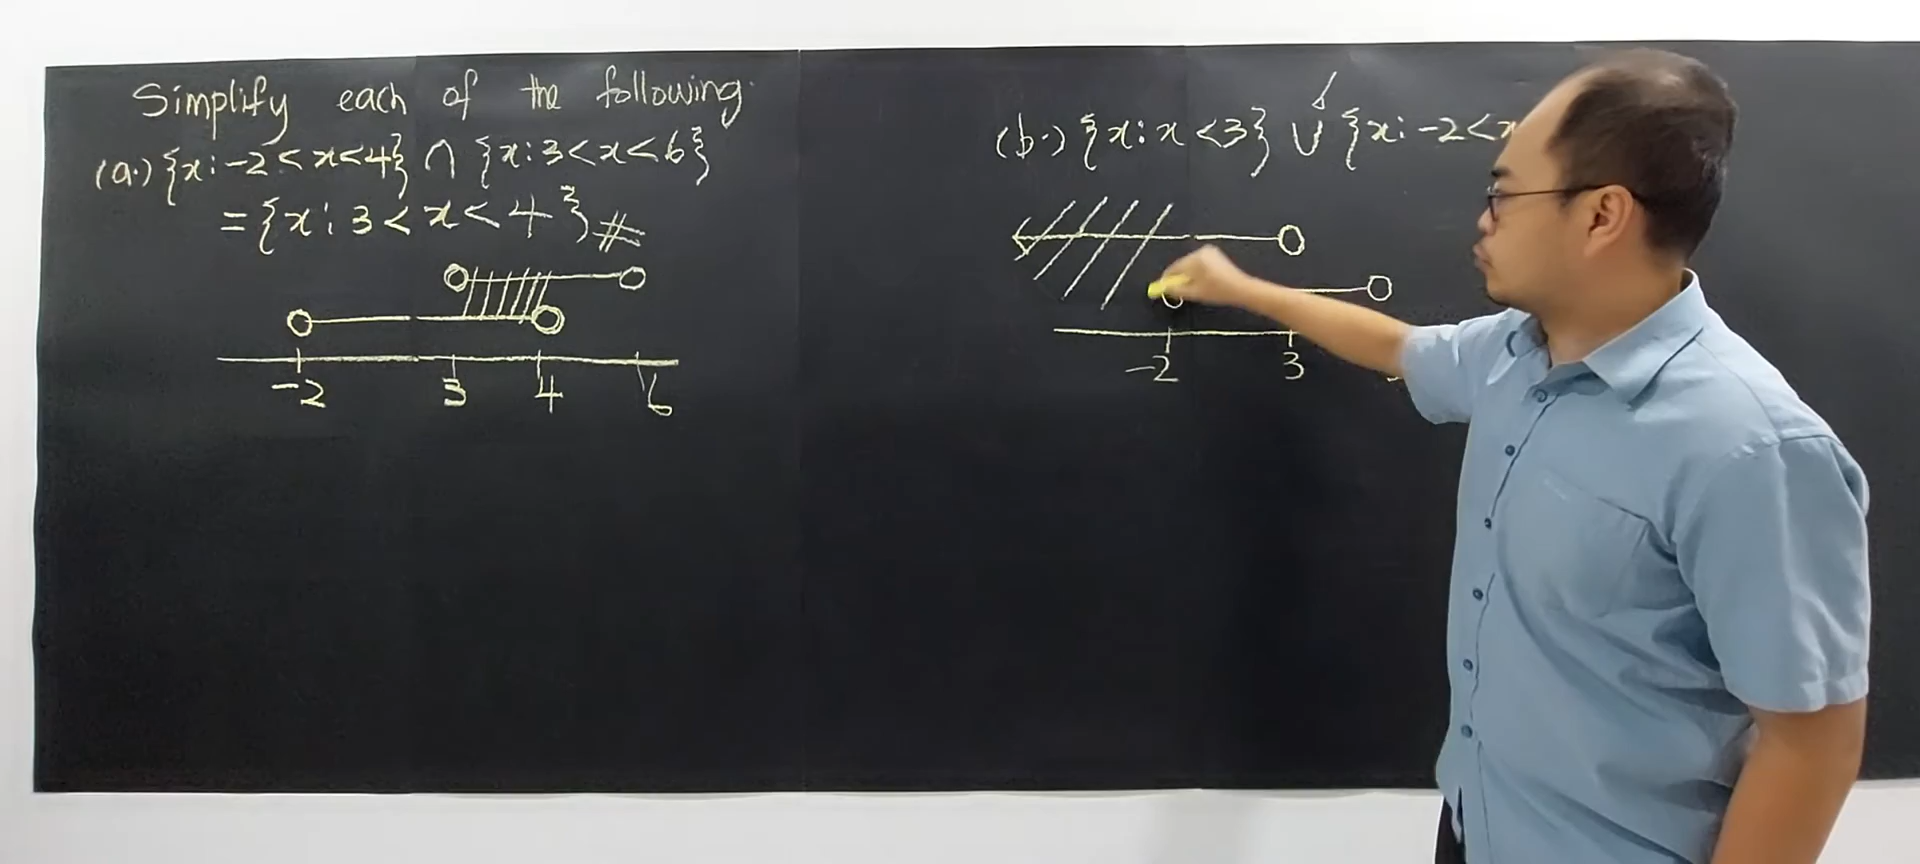 Simplify each of the following.
(a.) {x: -2 < x < 4} ∩ {x: 3 < x < 6}
= {x: 3 < x < 4} #
-2 3 4 6
(b.) {x: x < 3} ∪ {x: -2 < x
-2 3